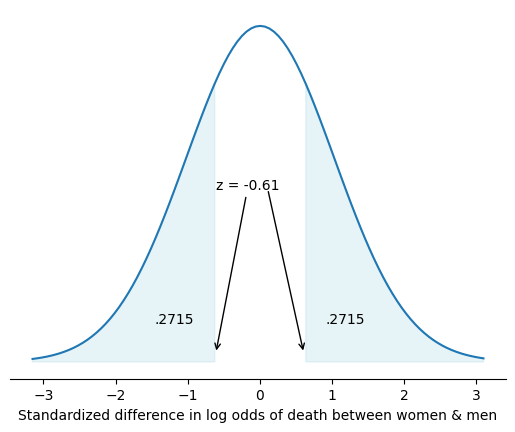 z = -0.61
.2715 .2715
−3 −2 −1 0 1 2 3
Standardized difference in log odds of death between women & men